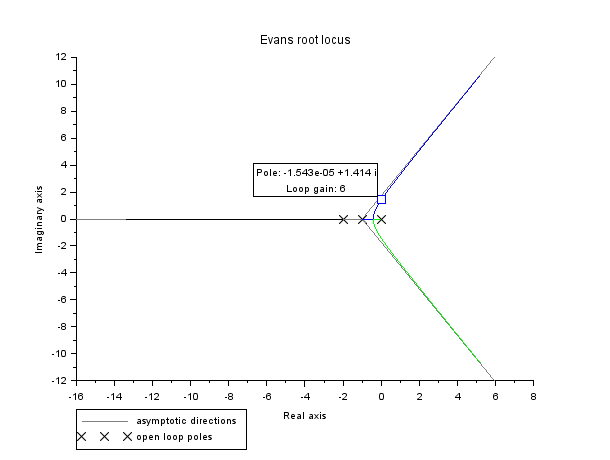 Evans root locus
12
10
8
6
4
2
0
-2
-4
-6
-8
-10
-12
Imaginary axis
Pole: -1.543e-05 +1.414 i
Loop gain: 6
-16 -14 -12 -10 -8 -6 -4 -2 0 2 4 6 8
Real axis
asymptotic directions
open loop poles